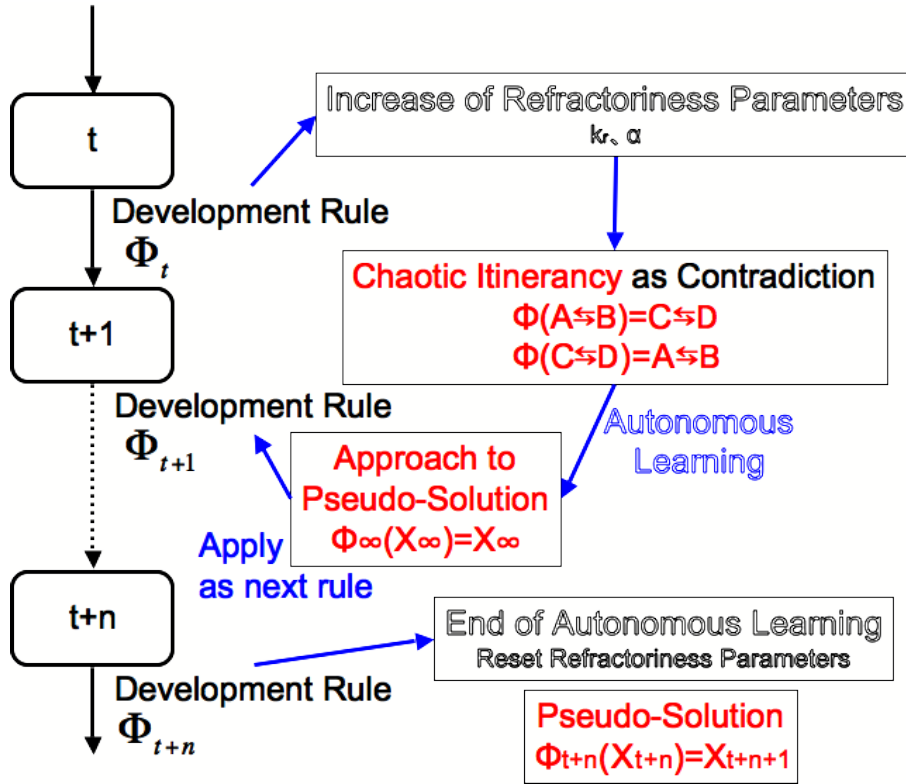 t
Increase of Refractoriness Parameters
kᵣ、α
Development Rule
Φₜ
Chaotic Itinerancy as Contradiction
Φ(A⇆B)=C⇆D
Φ(C⇆D)=A⇆B
t+1
Development Rule
Φₜ₊₁
Autonomous
Learning
Approach to
Pseudo-Solution
Φ∞(X∞)=X∞
Apply
as next rule
t+n
End of Autonomous Learning
Reset Refractoriness Parameters
Development Rule
Φₜ₊ₙ
Pseudo-Solution
Φt+n(Xt+n)=Xt+n+1